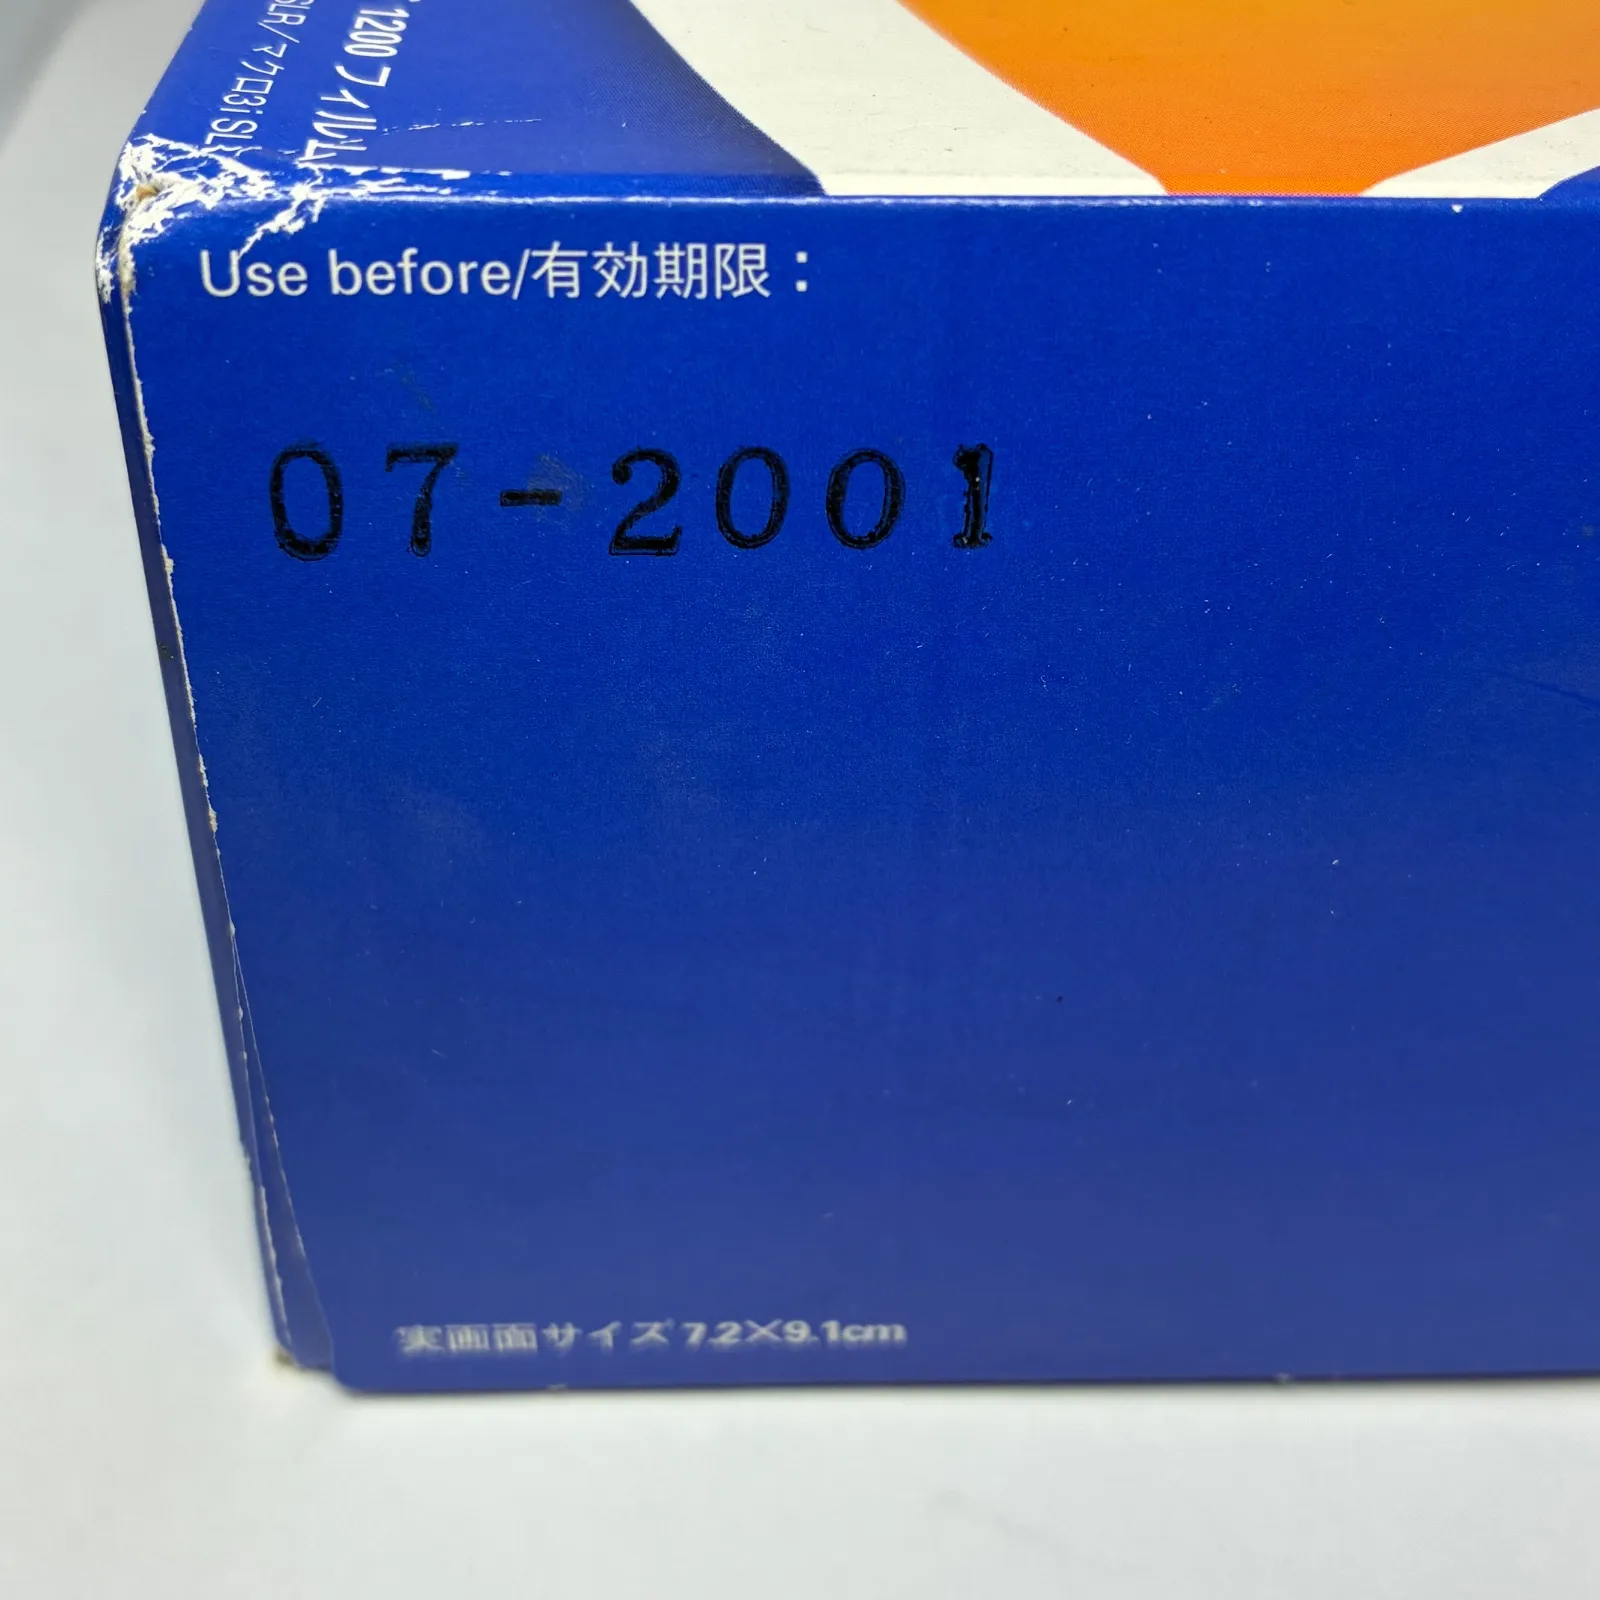 1200 フィルム
SLR/マクロ3i SL
Use before/有効期限：
07-2001
実画面サイズ 7.2×9.1cm